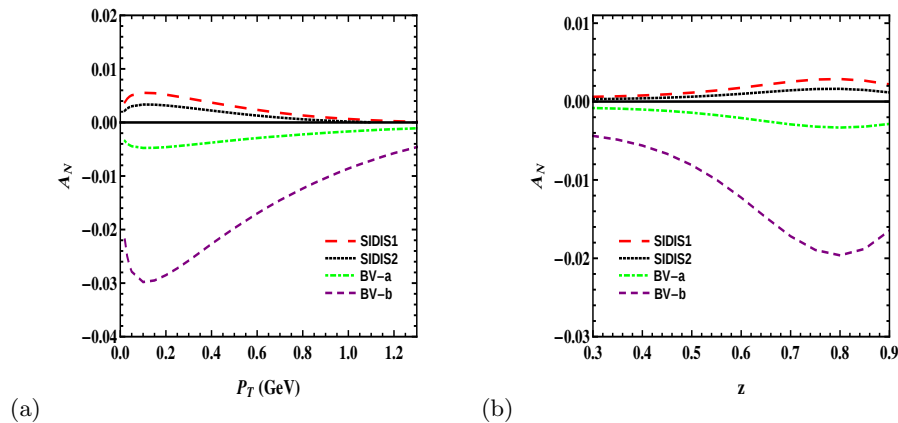 0.02
0.01
0.00
−0.01
−0.02
−0.03
−0.04
A_N
SIDIS1
SIDIS2
BV−a
BV−b
0.0 0.2 0.4 0.6 0.8 1.0 1.2
P_T (GeV)
(a)
0.01
0.00
−0.01
−0.02
−0.03
A_N
SIDIS1
SIDIS2
BV−a
BV−b
0.3 0.4 0.5 0.6 0.7 0.8 0.9
z
(b)